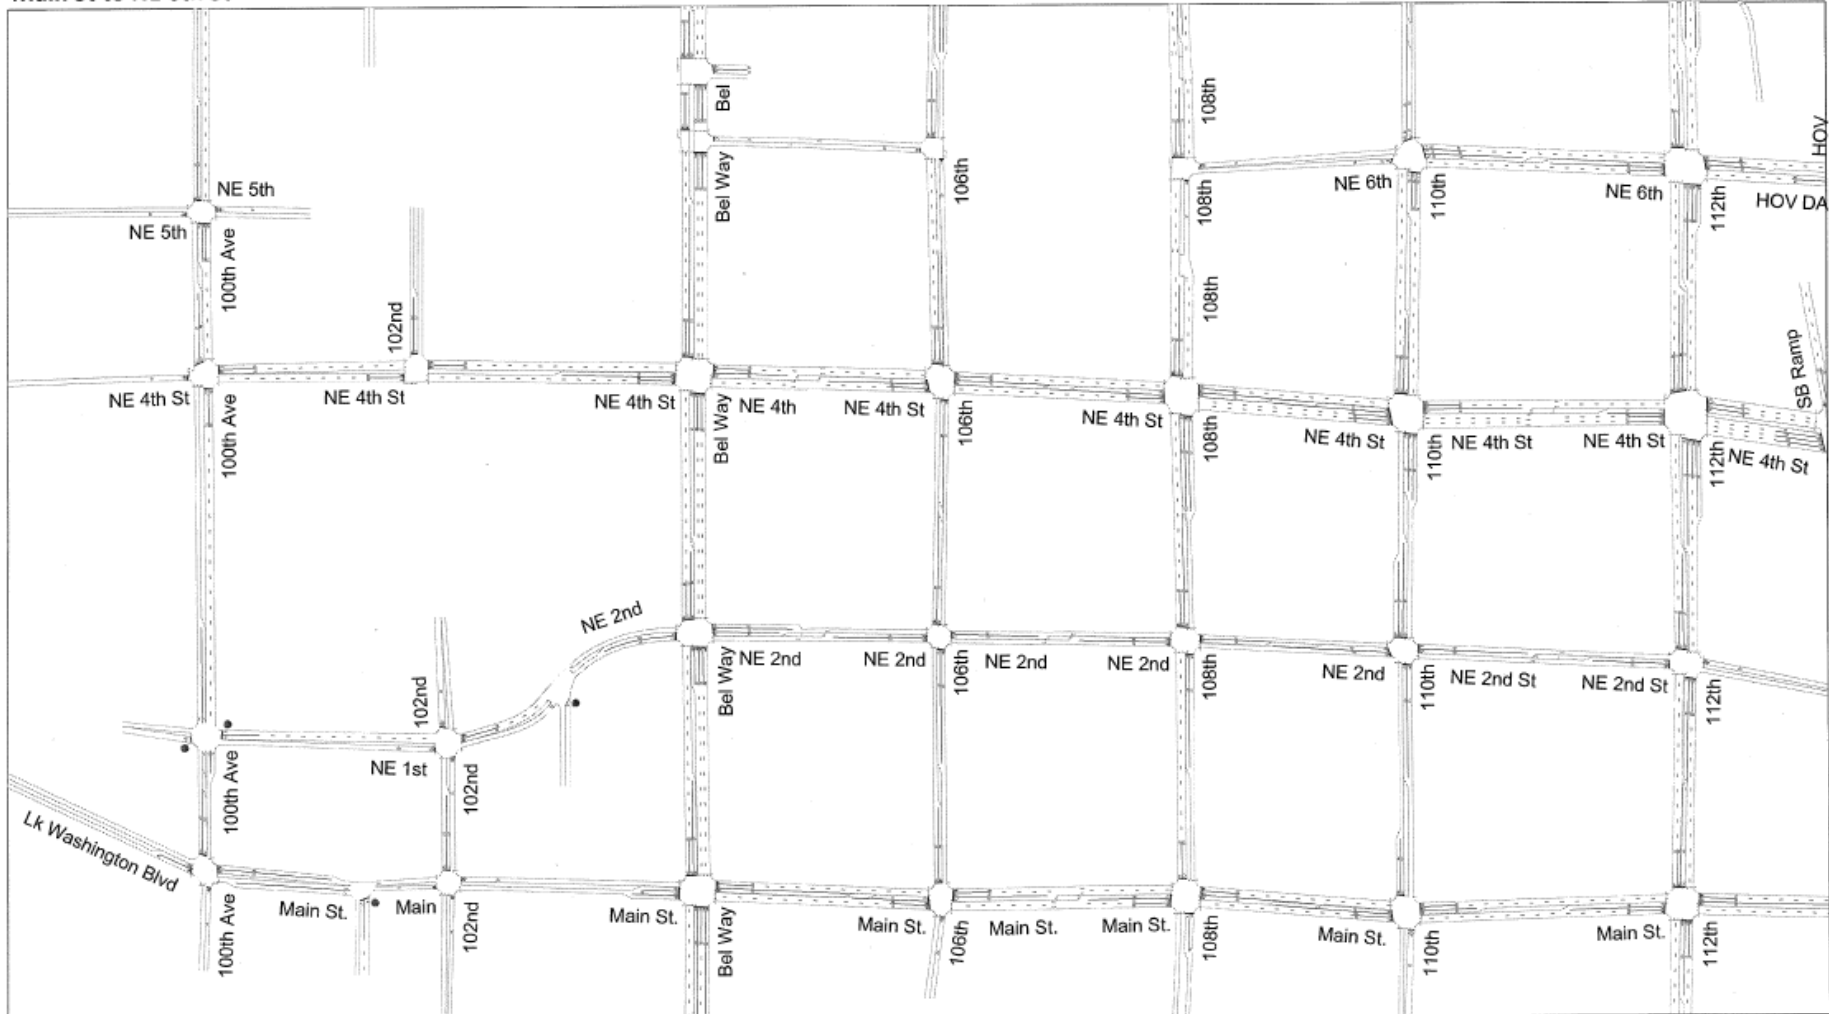 Bel
108th
HOV
NE 5th
Bel Way
106th
108th
NE 6th
110th
NE 6th
112th
HOV DA
NE 5th
100th Ave
102nd
108th
SB Ramp
NE 4th St
100th Ave
NE 4th St
NE 4th St
Bel Way
NE 4th
NE 4th St
106th
NE 4th St
108th
NE 4th St
110th
NE 4th St
NE 4th St
112th
NE 4th St
NE 2nd
102nd
Bel Way
NE 2nd
NE 2nd
106th
NE 2nd
NE 2nd
108th
NE 2nd
110th
NE 2nd St
NE 2nd St
112th
100th Ave
NE 1st
102nd
Lk Washington Blvd
100th Ave
Main St.
Main
102nd
Main St.
Bel Way
Main St.
106th
Main St.
Main St.
108th
Main St.
110th
Main St.
112th